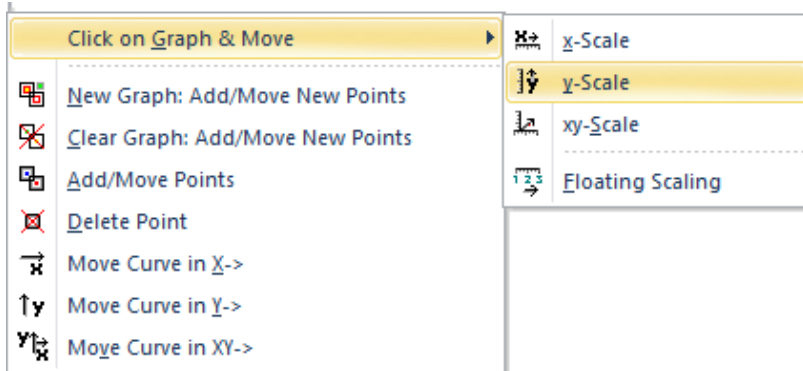 Click on Graph & Move
New Graph: Add/Move New Points
Clear Graph: Add/Move New Points
Add/Move Points
Delete Point
Move Curve in X->
Move Curve in Y->
Move Curve in XY->
x-Scale
y-Scale
xy-Scale
Floating Scaling